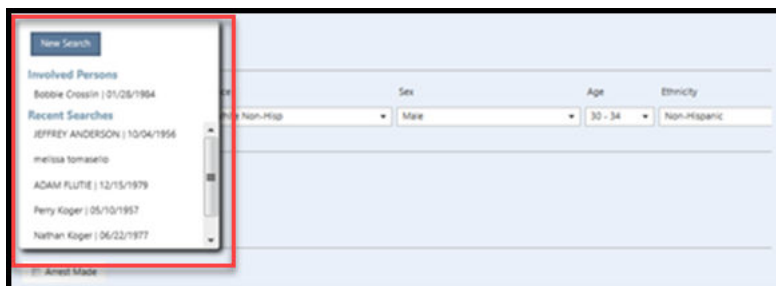 New Search
Involved Persons
Bobbie Crosslin | 01/28/1984
Recent Searches
JEFFREY ANDERSON | 10/04/1956
melissa tomasello
ADAM FLUTIE | 12/15/1979
Perry Koger | 05/10/1957
Nathan Koger | 06/22/1977
Sex Age Ethnicity
Non-Hisp Male 30 - 34 Non-Hispanic
Arrest Made